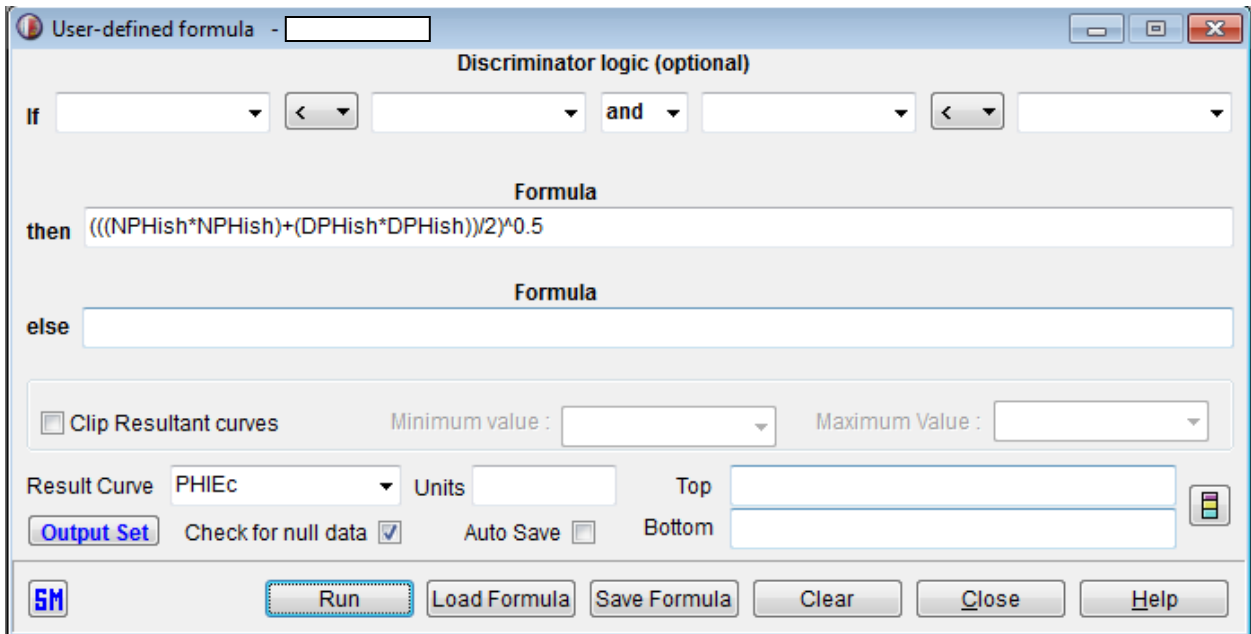 User-defined formula -
Discriminator logic (optional)
If < and <
Formula
then (((NPHish*NPHish)+(DPHish*DPHish))/2)^0.5
Formula
else
Clip Resultant curves Minimum value : Maximum Value :
Result Curve PHIEc Units Top
Output Set Check for null data Auto Save Bottom
SM Run Load Formula Save Formula Clear Close Help